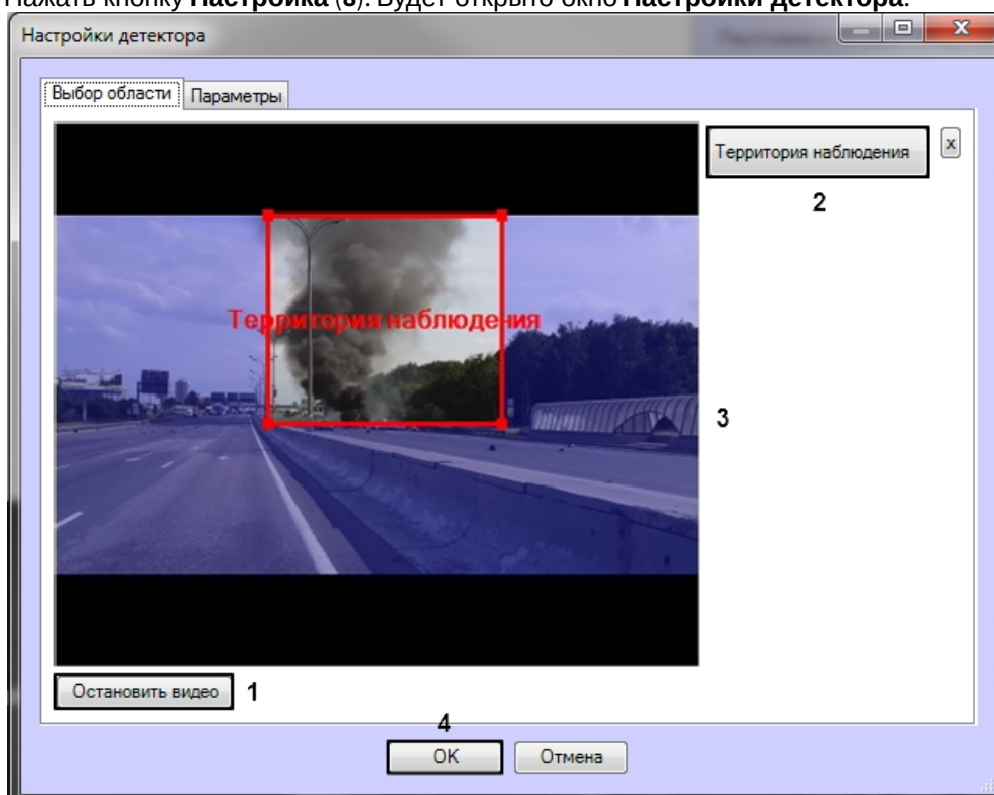 Нажать кнопку Настройка (8). Будет открыто окно Настройки детектора.
Настройки детектора
Выбор области Параметры
Территория наблюдения x
2
Территория наблюдения
3
Остановить видео 1
4
OK Отмена